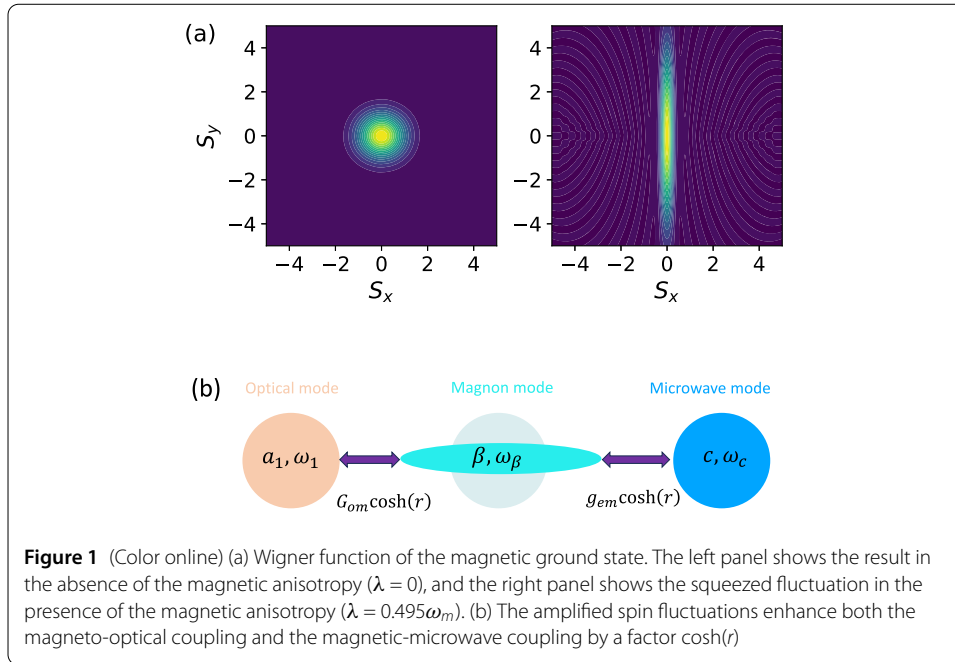 (a)
4
2
0
−2
−4
S_y
−4 −2 0 2 4
S_x
−4 −2 0 2 4
S_x
4
2
0
−2
−4
(b)
Optical mode Magnon mode Microwave mode
a_1, ω_1 β, ω_β c, ω_c
G_{om}cosh(r) g_{em}cosh(r)
Figure 1 (Color online) (a) Wigner function of the magnetic ground state. The left panel shows the result in
the absence of the magnetic anisotropy (λ = 0), and the right panel shows the squeezed fluctuation in the
presence of the magnetic anisotropy (λ = 0.495ω_m). (b) The amplified spin fluctuations enhance both the
magneto-optical coupling and the magnetic-microwave coupling by a factor cosh(r)